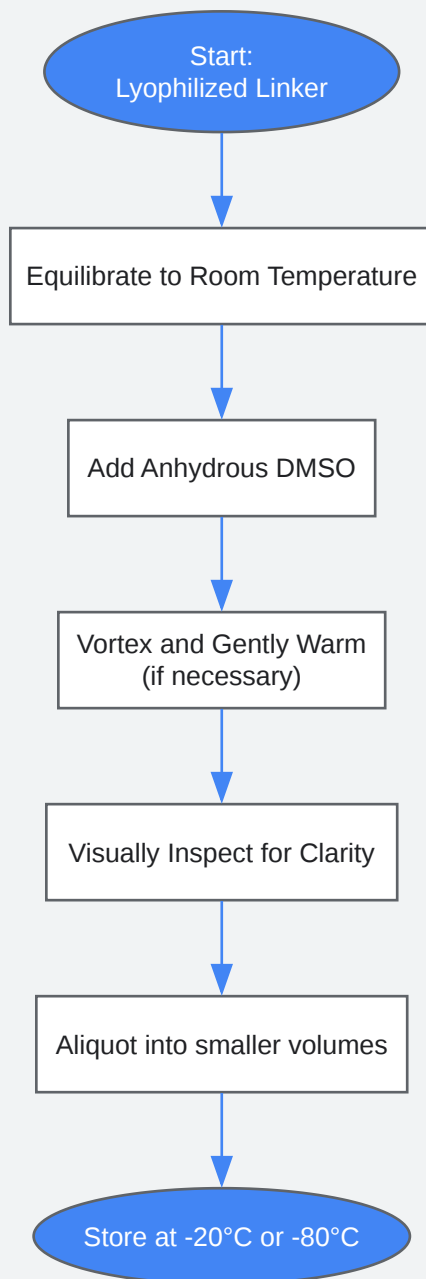 Start:
Lyophilized Linker
Equilibrate to Room Temperature
Add Anhydrous DMSO
Vortex and Gently Warm
(if necessary)
Visually Inspect for Clarity
Aliquot into smaller volumes
Store at -20°C or -80°C